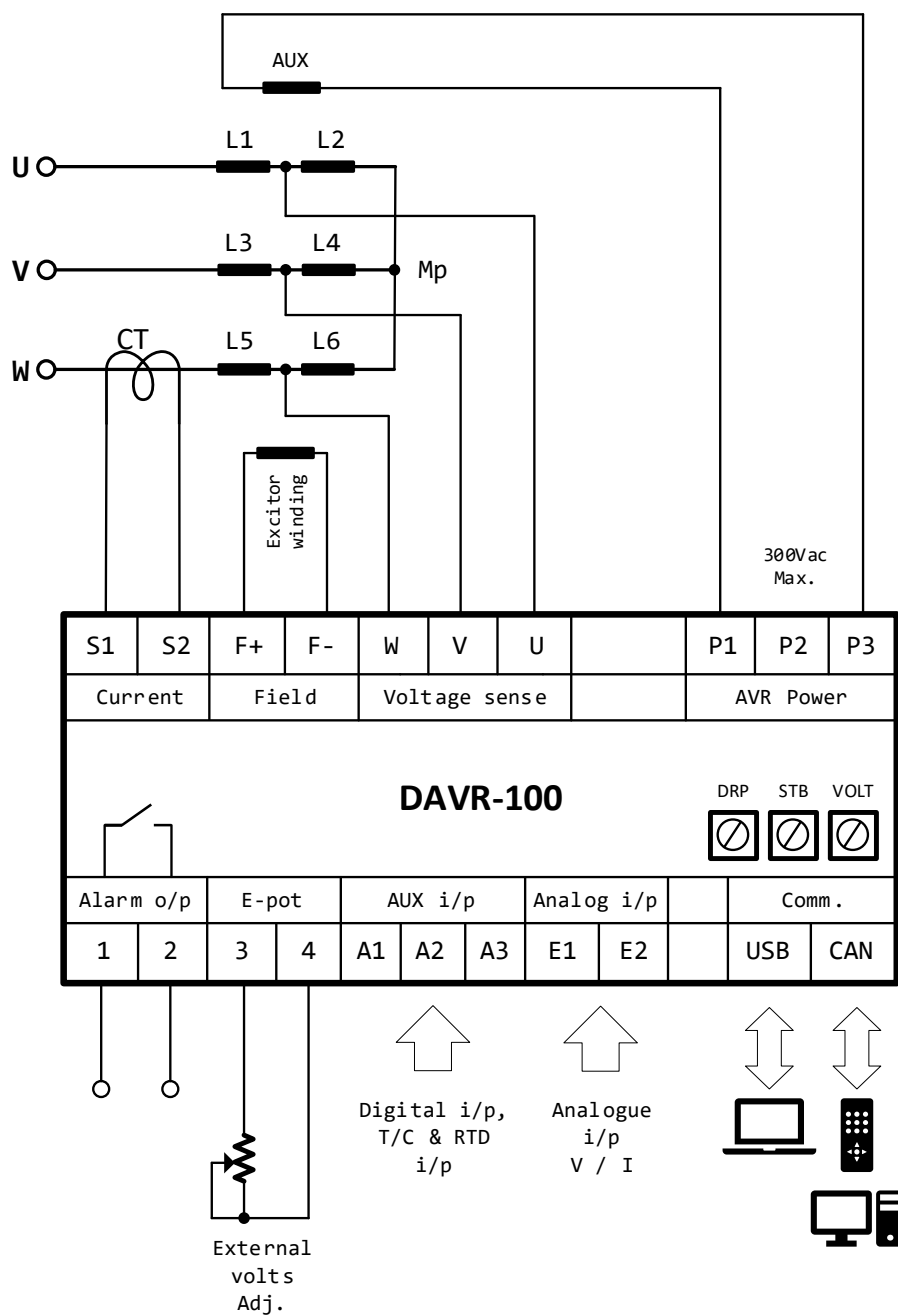 AUX
L1 L2
U
L3 L4
V Mp
CT L5 L6
W
Excitor
winding
300Vac
Max.
S1 S2 F+ F- W V U P1 P2 P3
Current Field Voltage sense AVR Power
DAVR-100
DRP STB VOLT
Alarm o/p E-pot AUX i/p Analog i/p Comm.
1 2 3 4 A1 A2 A3 E1 E2 USB CAN
Digital i/p,
T/C & RTD
i/p
Analogue
i/p
V / I
External
volts
Adj.